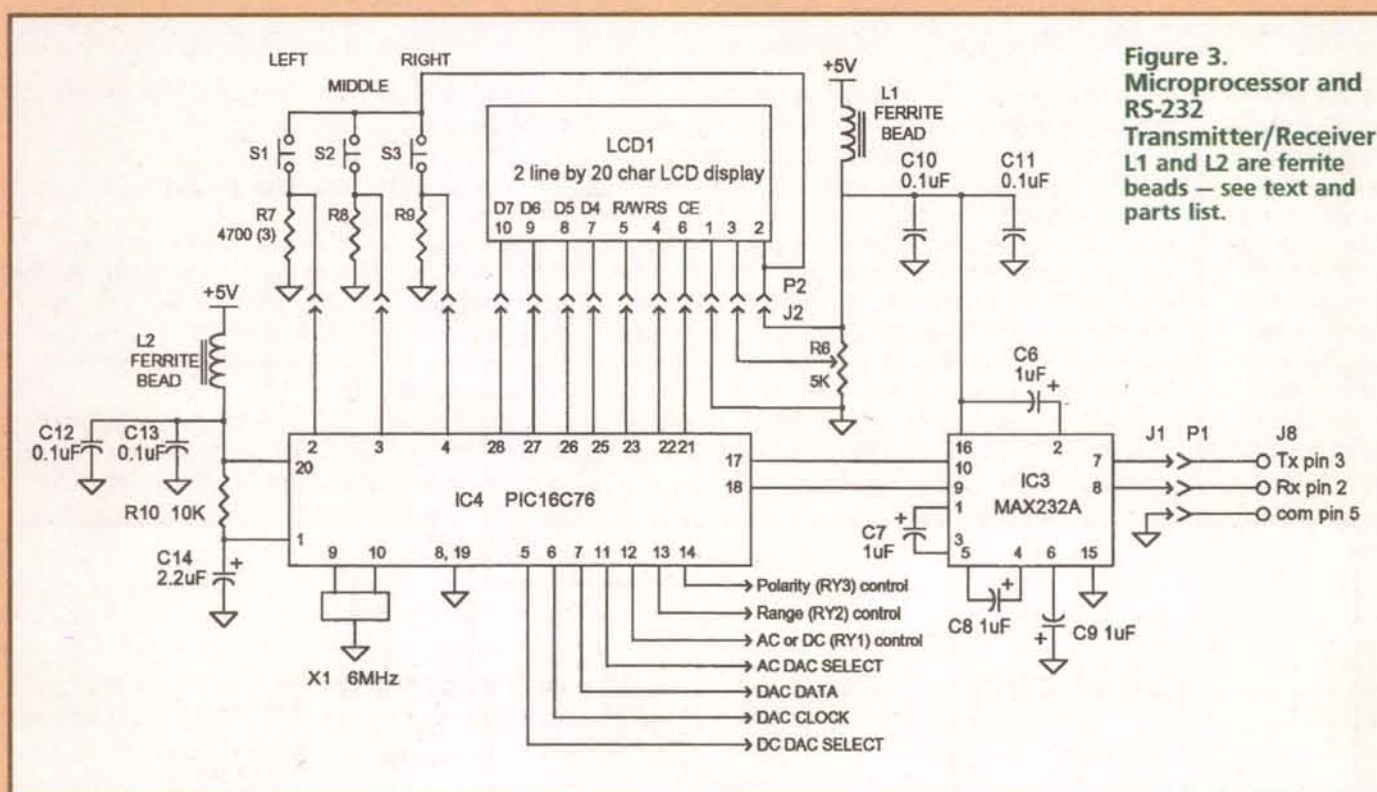 Figure 3.
Microprocessor and
RS-232
Transmitter/Receiver
L1 and L2 are ferrite
beads — see text and
parts list.
LEFT
MIDDLE
RIGHT
S1
S2
S3
R7
4700 (3)
R8
R9
LCD1
2 line by 20 char LCD display
D7 D6 D5 D4 R/W RS CE
10 9 8 7 5 4 6 1 3 2
P2
J2
+5V
L1
FERRITE
BEAD
C10
0.1uF
C11
0.1uF
R6
5K
+5V
L2
FERRITE
BEAD
C12
0.1uF
C13
0.1uF
R10 10K
C14
2.2uF
2 3 4 28 27 26 25 23 22 21
20
1
17
18
IC4 PIC16C76
9 10 8, 19 5 6 7 11 12 13 14
X1 6MHz
C6
1uF
16 2
10
9
1
3
7
8
IC3
MAX232A
5 4 6 15
C7
1uF
C8 1uF
C9 1uF
J1 P1 J8
Tx pin 3
Rx pin 2
com pin 5
Polarity (RY3) control
Range (RY2) control
AC or DC (RY1) control
AC DAC SELECT
DAC DATA
DAC CLOCK
DC DAC SELECT